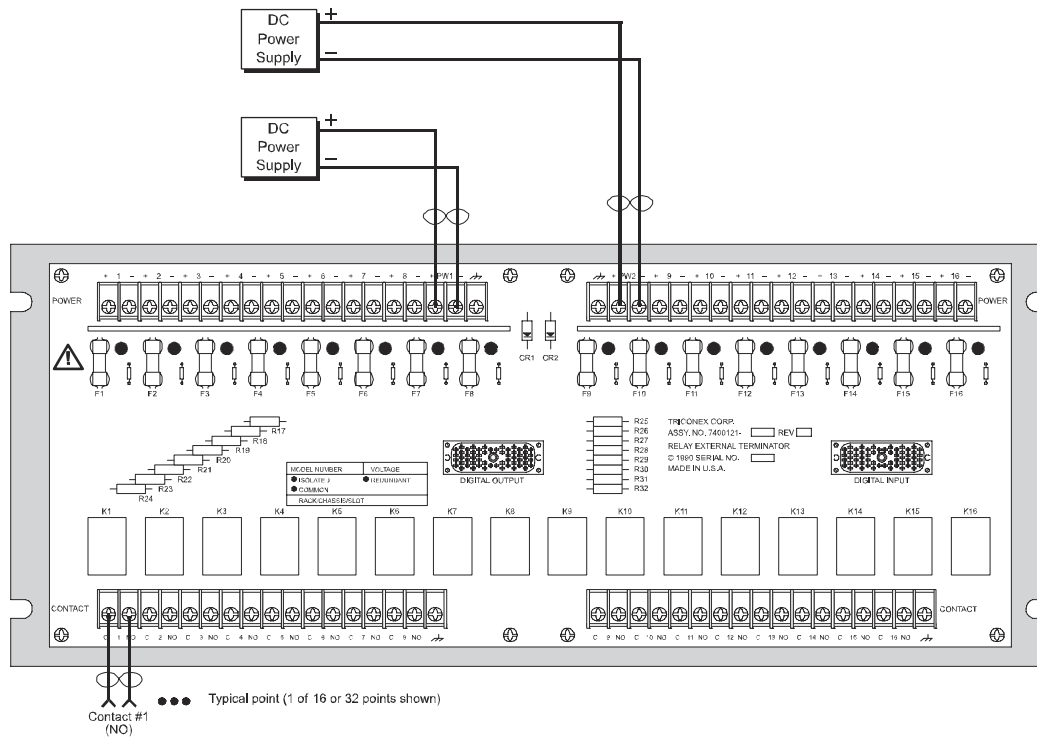 DC
Power
Supply
+
–
DC
Power
Supply
+
–
+ 1 - + 2 - + 3 - + 4 - + 5 - + 6 - + 7 - + 8 - + PW1 -
+ PW2 - + 9 - + 10 - + 11 - + 12 - + 13 - + 14 - + 15 - + 16 -
POWER
POWER
CR1 CR2
F1 F2 F3 F4 F5 F6 F7 F8
F9 F10 F11 F12 F13 F14 F15 F16
R17
R18
R19
R20
R21
R22
R23
R24
MODEL NUMBER VOLTAGE
REDUNDANT
COMMON
RACK/CHASSIS/SLOT
DIGITAL OUTPUT
R25
R26
R27
R28
R29
R30
R31
R32
TRICONEX CORP.
ASSY. NO. 7400121- REV
RELAY EXTERNAL TERMINATOR
© 1990 SERIAL NO.
MADE IN U.S.A.
DIGITAL INPUT
K1 K2 K3 K4 K5 K6 K7 K8 K9 K10 K11 K12 K13 K14 K15 K16
CONTACT
CONTACT
C 1 NO C 2 NO C 3 NO C 4 NO C 5 NO C 6 NO C 7 NO C NO
C 9 NO C 10 NO C 11 NO C 12 NO C 13 NO C 14 NO C 15 NO C 16 NO
Contact #1
(NO)
Typical point (1 of 16 or 32 points shown)